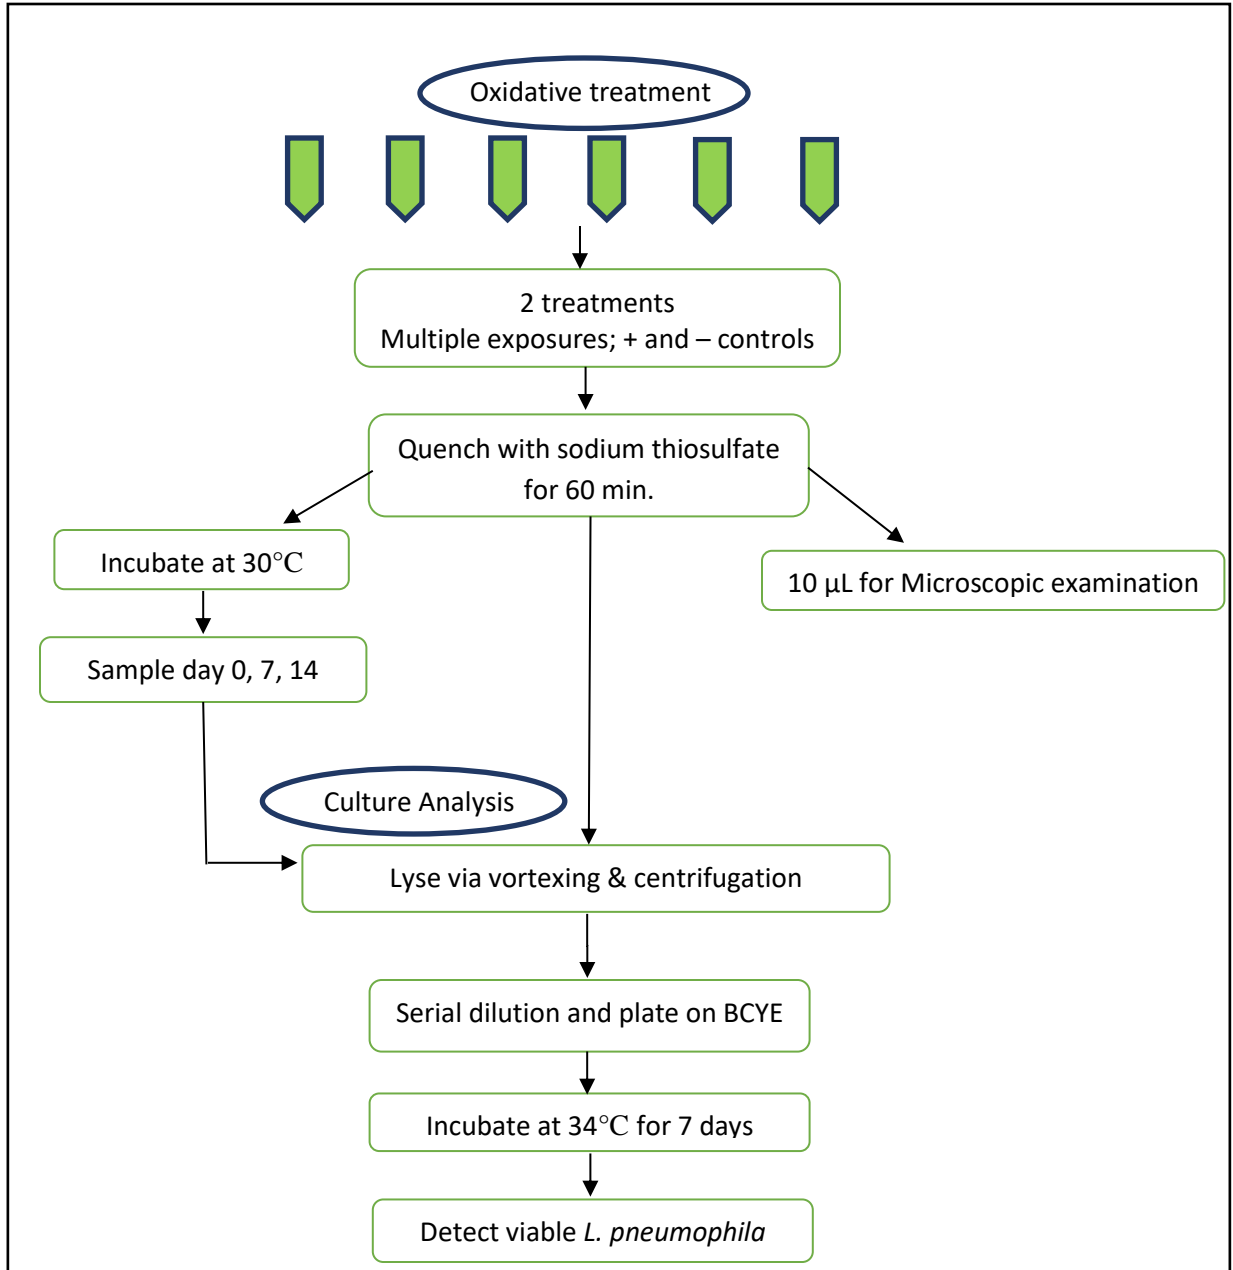 Oxidative treatment
2 treatments
Multiple exposures; + and – controls
Quench with sodium thiosulfate
for 60 min.
Incubate at 30°C
10 µL for Microscopic examination
Sample day 0, 7, 14
Culture Analysis
Lyse via vortexing & centrifugation
Serial dilution and plate on BCYE
Incubate at 34°C for 7 days
Detect viable L. pneumophila